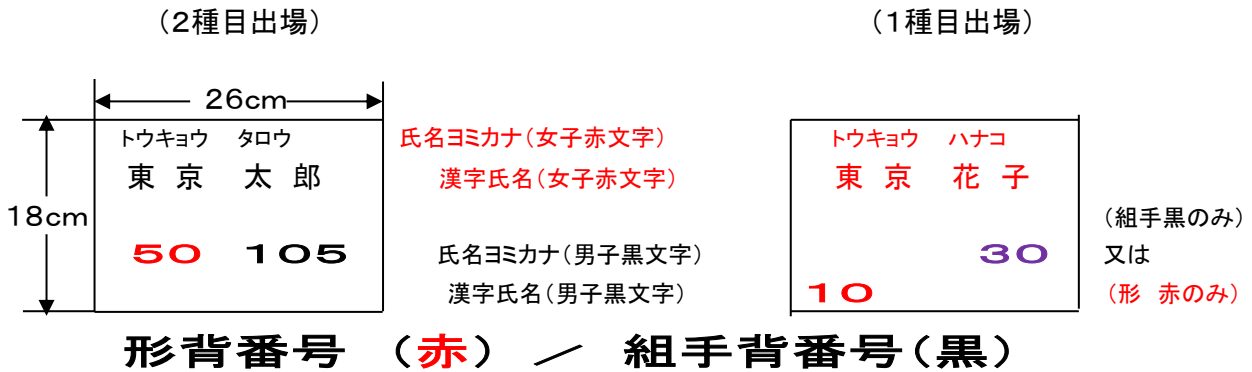 （2種目出場）
（1種目出場）
26cm
18cm
トウキョウ　タロウ
東 京　太 郎
50　105
氏名ヨミカナ（女子赤文字）
漢字氏名（女子赤文字）
氏名ヨミカナ（男子黒文字）
漢字氏名（男子黒文字）
トウキョウ　ハナコ
東 京　花 子
30
10
（組手黒のみ）
又は
（形　赤のみ）
形背番号　（赤）　／　組手背番号（黒）